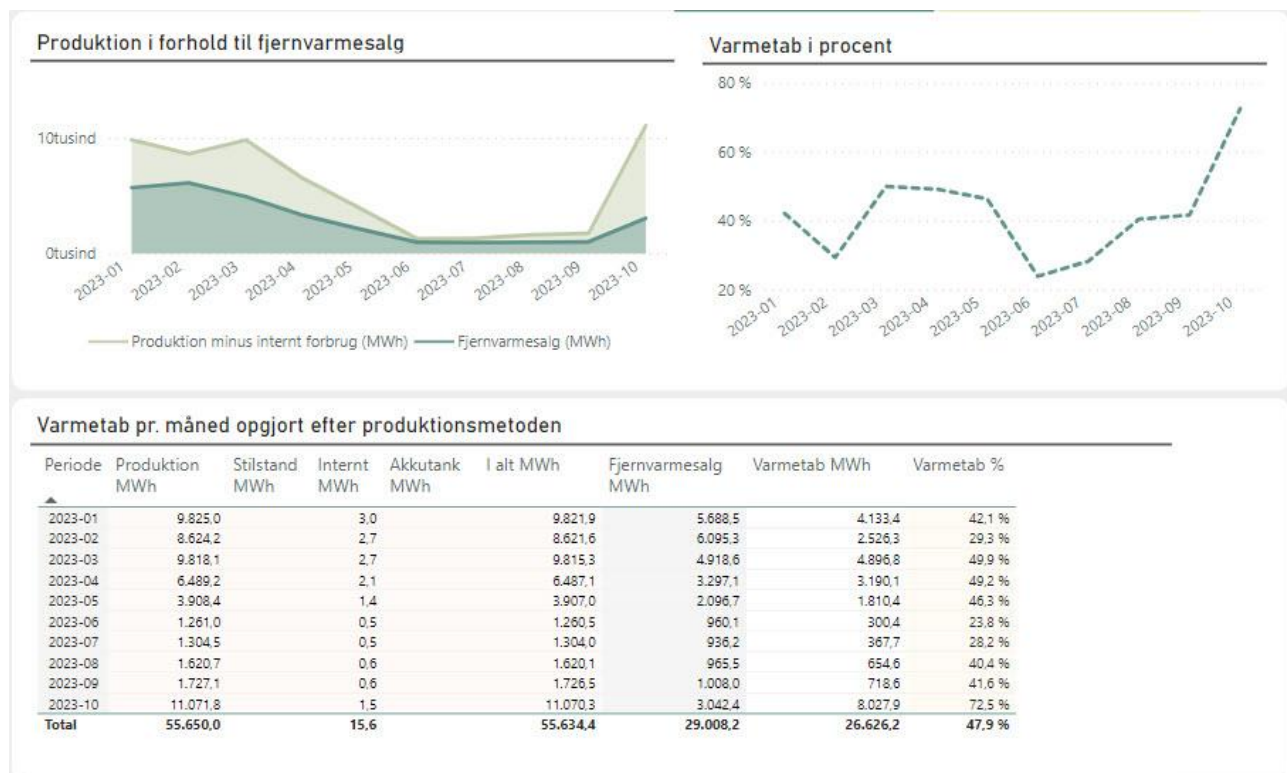 Produktion i forhold til fjernvarmesalg
10tusind
0tusind
2023-01 2023-02 2023-03 2023-04 2023-05 2023-06 2023-07 2023-08 2023-09 2023-10
Produktion minus internt forbrug (MWh) Fjernvarmesalg (MWh)
Varmetab i procent
80 %
60 %
40 %
20 %
2023-01 2023-02 2023-03 2023-04 2023-05 2023-06 2023-07 2023-08 2023-09 2023-10
Varmetab pr. måned opgjort efter produktionsmetoden
Periode Produktion Stilstand Internt Akkutank I alt MWh Fjernvarmesalg Varmetab MWh Varmetab %
MWh MWh MWh MWh MWh
2023-01 9.825,0 3,0 9.821,9 5.688,5 4.133,4 42,1 %
2023-02 8.624,2 2,7 8.621,6 6.095,3 2.526,3 29,3 %
2023-03 9.818,1 2,7 9.815,3 4.918,6 4.896,8 49,9 %
2023-04 6.489,2 2,1 6.487,1 3.297,1 3.190,1 49,2 %
2023-05 3.908,4 1,4 3.907,0 2.096,7 1.810,4 46,3 %
2023-06 1.261,0 0,5 1.260,5 960,1 300,4 23,8 %
2023-07 1.304,5 0,5 1.304,0 936,2 367,7 28,2 %
2023-08 1.620,7 0,6 1.620,1 965,5 654,6 40,4 %
2023-09 1.727,1 0,6 1.726,5 1.008,0 718,6 41,6 %
2023-10 11.071,8 1,5 11.070,3 3.042,4 8.027,9 72,5 %
Total 55.650,0 15,6 55.634,4 29.008,2 26.626,2 47,9 %